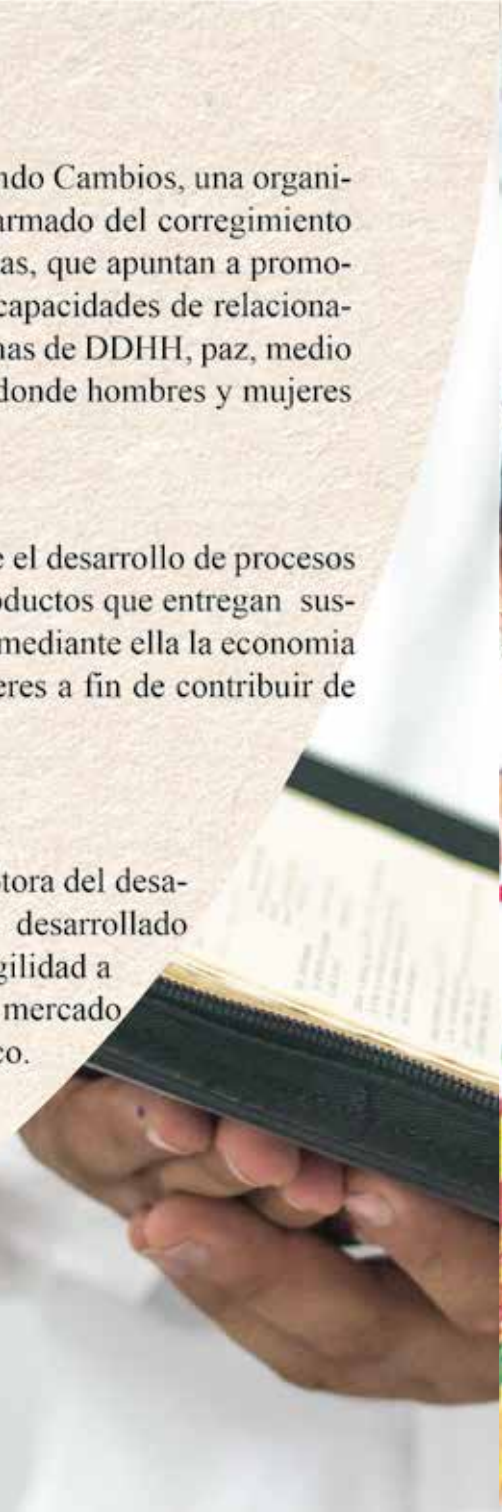 ndo Cambios, una organi-
armado del corregimiento
as, que apuntan a promo-
capacidades de relaciona-
nas de DDHH, paz, medio
donde hombres y mujeres
e el desarrollo de procesos
oductos que entregan sus-
mediante ella la economia
eres a fin de contribuir de
tora del desa-
desarrollado
gilidad a
mercado
co.